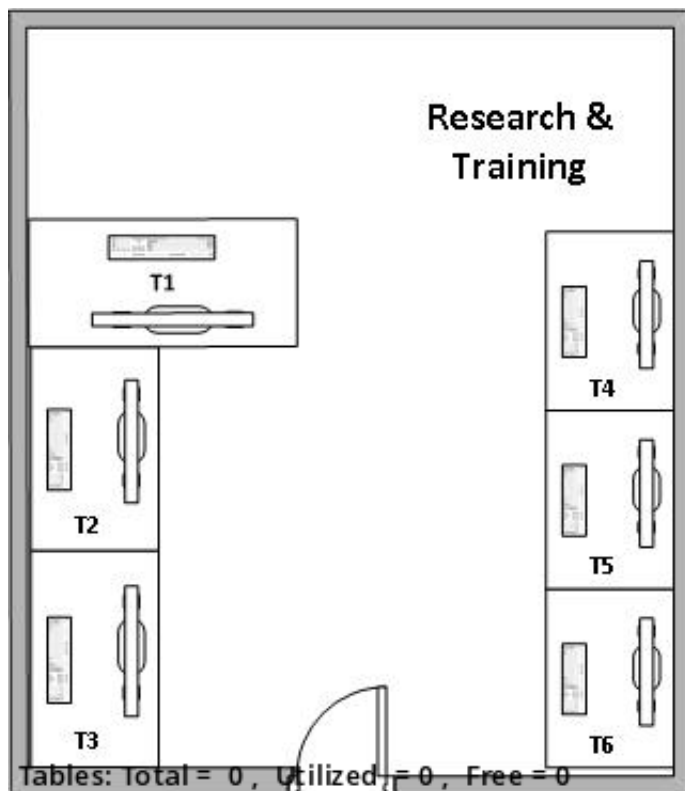 Research &
Training
T1
T4
T2
T5
T3
T6
Tables: Total = 0 , Utilized = 0 , Free = 0